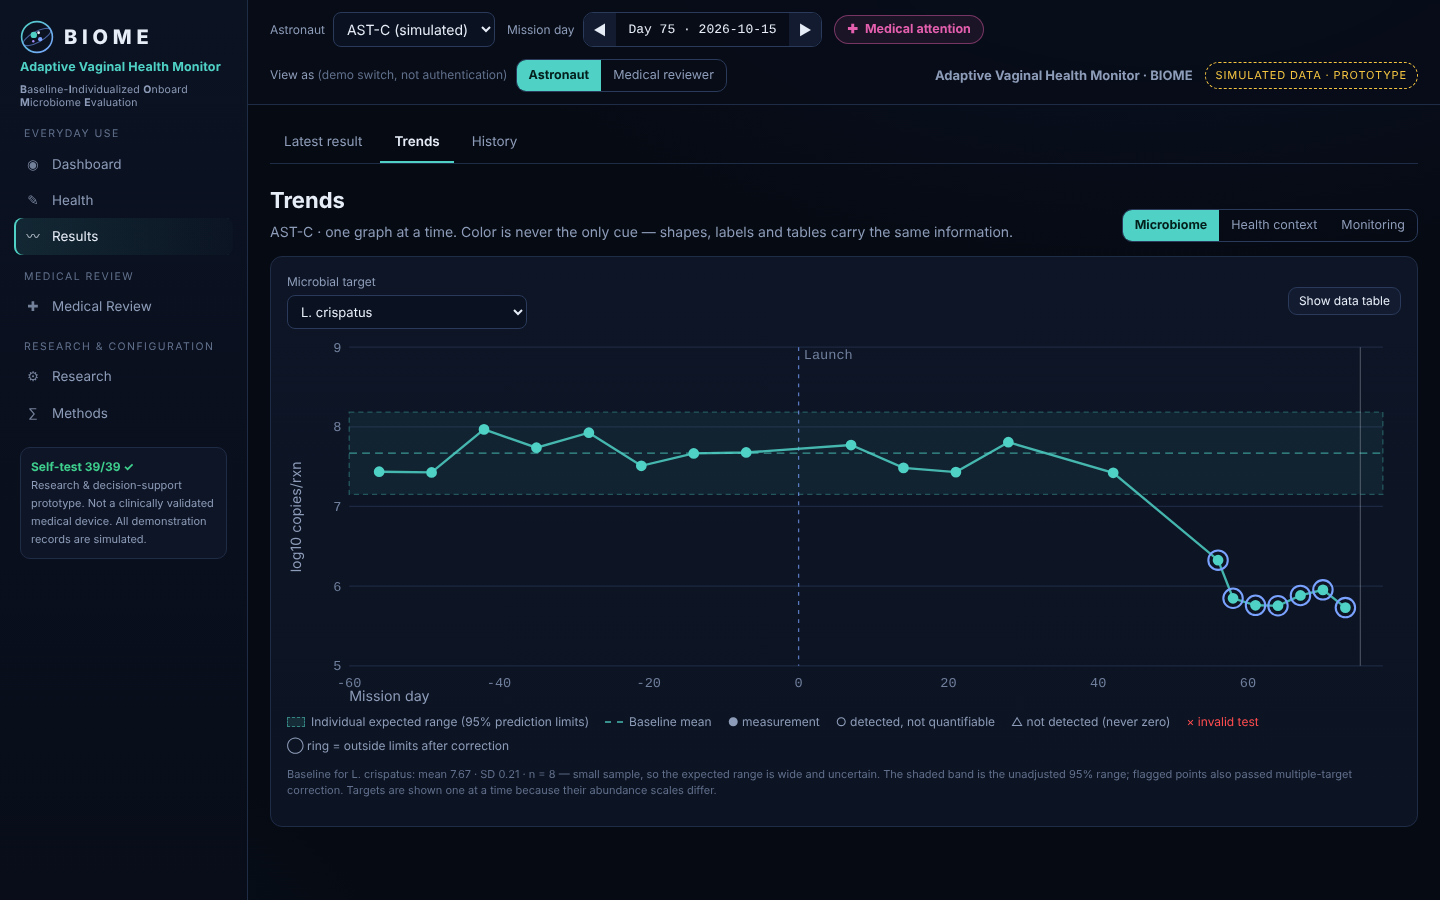 BIOME
Adaptive Vaginal Health Monitor
Baseline-Individualized Onboard
Microbiome Evaluation
EVERYDAY USE
Dashboard
Health
Results
MEDICAL REVIEW
Medical Review
RESEARCH & CONFIGURATION
Research
Methods
Self-test 39/39 ✓
Research & decision-support
prototype. Not a clinically validated
medical device. All demonstration
records are simulated.
Astronaut
AST-C (simulated)
Mission day
Day 75 · 2026-10-15
Medical attention
View as (demo switch, not authentication)
Astronaut
Medical reviewer
Adaptive Vaginal Health Monitor · BIOME
SIMULATED DATA · PROTOTYPE
Latest result
Trends
History
Trends
AST-C · one graph at a time. Color is never the only cue — shapes, labels and tables carry the same information.
Microbiome
Health context
Monitoring
Microbial target
L. crispatus
Show data table
9
8
7
6
5
log10 copies/rxn
Launch
-60
-40
-20
0
20
40
60
Mission day
Individual expected range (95% prediction limits)
Baseline mean
measurement
detected, not quantifiable
not detected (never zero)
× invalid test
ring = outside limits after correction
Baseline for L. crispatus: mean 7.67 · SD 0.21 · n = 8 — small sample, so the expected range is wide and uncertain. The shaded band is the unadjusted 95% range; flagged points also passed multiple-target
correction. Targets are shown one at a time because their abundance scales differ.